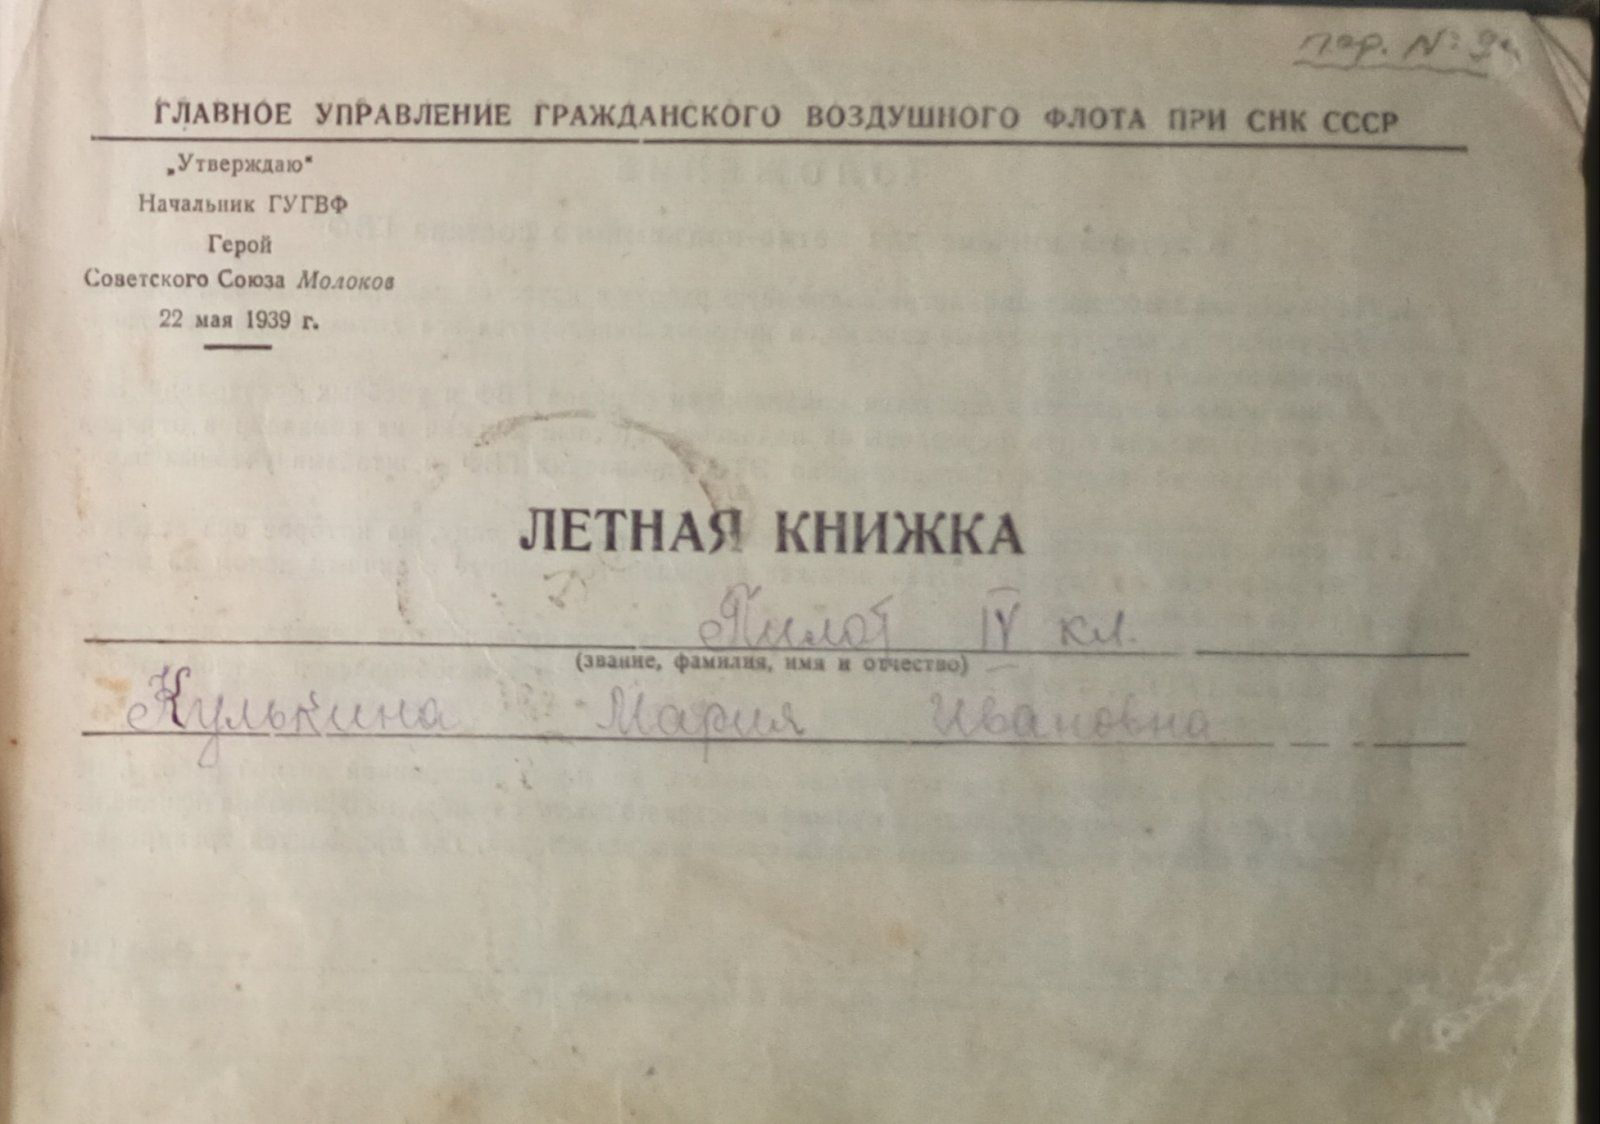 пор. №
ГЛАВНОЕ УПРАВЛЕНИЕ ГРАЖДАНСКОГО ВОЗДУШНОГО ФЛОТА ПРИ СНК СССР
„Утверждаю“
Начальник ГУГВФ
Герой
Советского Союза Молоков
22 мая 1939 г.
ЛЕТНАЯ КНИЖКА
Пилот IV кл.
(звание, фамилия, имя и отчество)
Кулькина Мария Ивановна